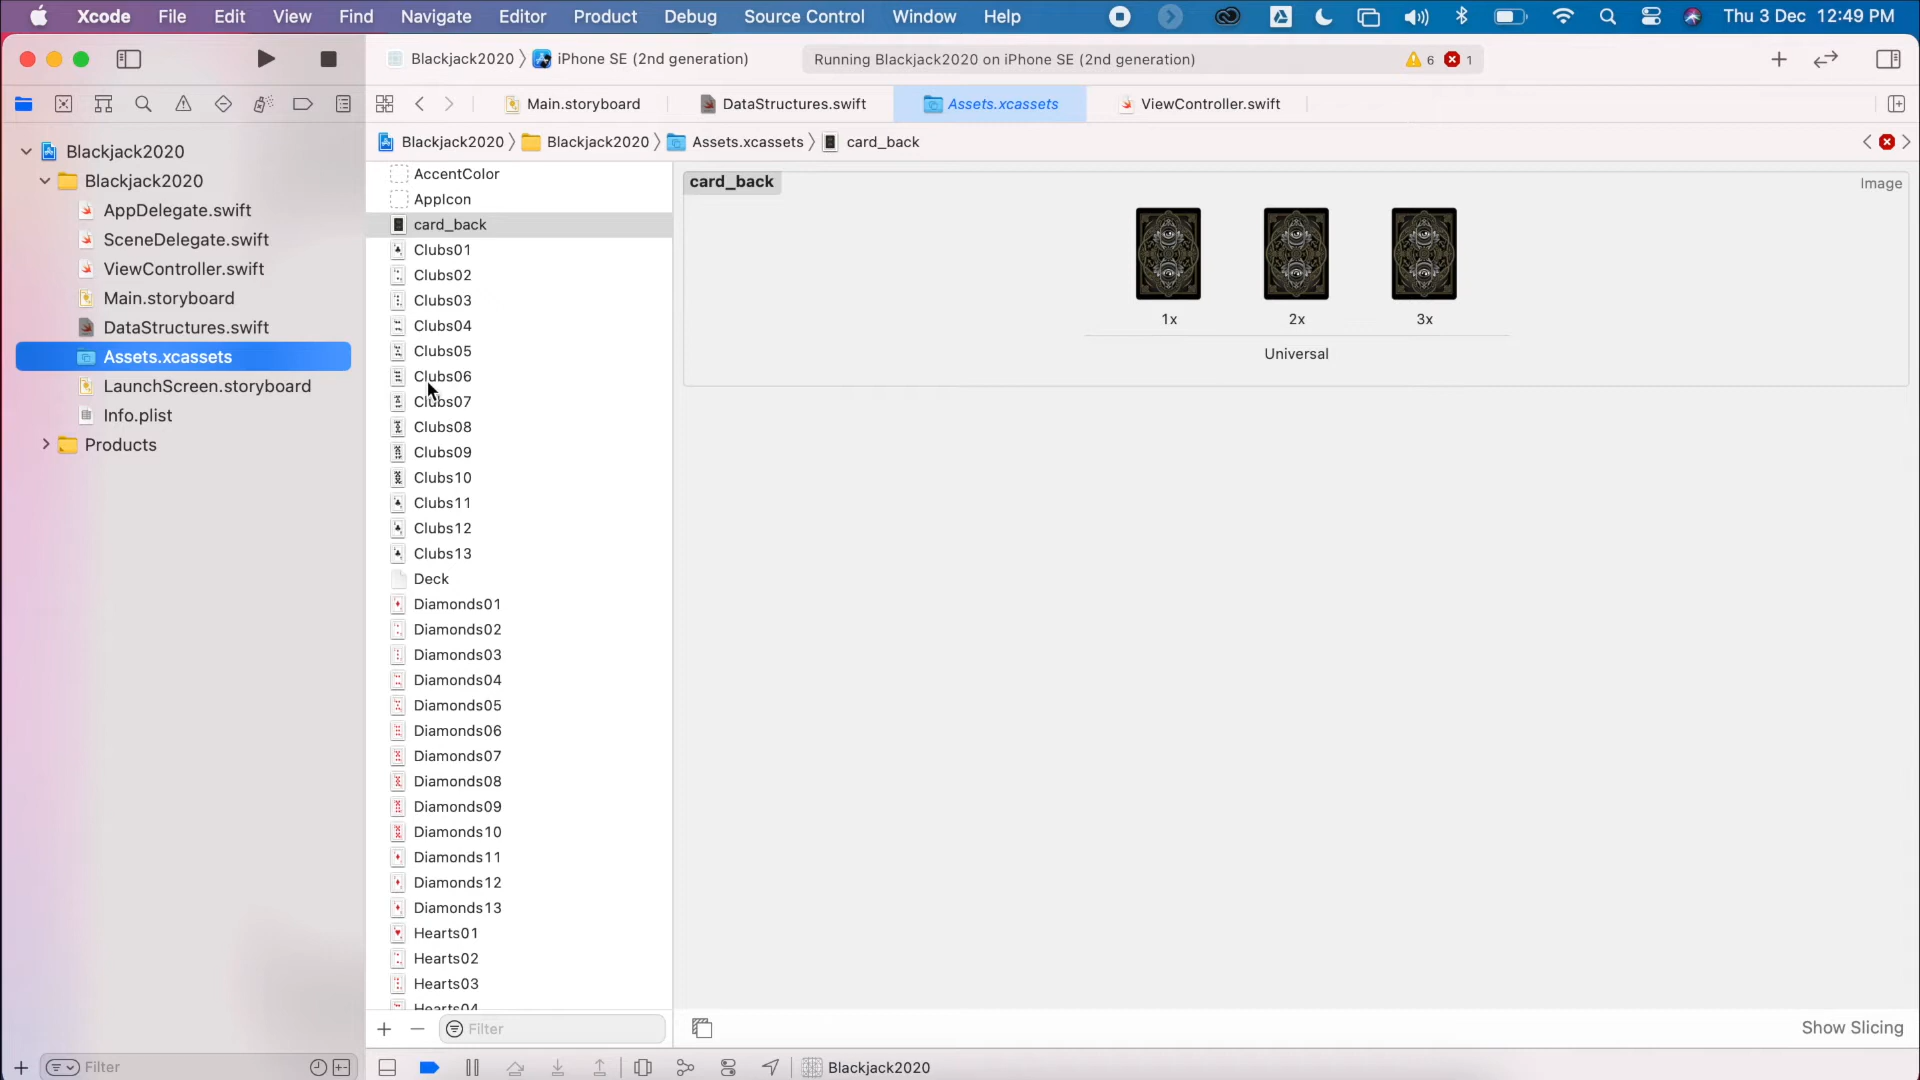 Xcode File Edit View Find Navigate Editor Product Debug Source Control Window Help Thu 3 Dec 12:49 PM
Blackjack2020 iPhone SE (2nd generation) Running Blackjack2020 on iPhone SE (2nd generation) 6 1
Main.storyboard DataStructures.swift Assets.xcassets ViewController.swift
Blackjack2020 Blackjack2020 Assets.xcassets card_back
Blackjack2020
Blackjack2020
AppDelegate.swift
SceneDelegate.swift
ViewController.swift
Main.storyboard
DataStructures.swift
Assets.xcassets
LaunchScreen.storyboard
Info.plist
Products
Filter
AccentColor
AppIcon
card_back
Clubs01
Clubs02
Clubs03
Clubs04
Clubs05
Clubs06
Clubs07
Clubs08
Clubs09
Clubs10
Clubs11
Clubs12
Clubs13
Deck
Diamonds01
Diamonds02
Diamonds03
Diamonds04
Diamonds05
Diamonds06
Diamonds07
Diamonds08
Diamonds09
Diamonds10
Diamonds11
Diamonds12
Diamonds13
Hearts01
Hearts02
Hearts03
Hearts04
Filter
card_back Image
1x 2x 3x
Universal
Show Slicing
Blackjack2020